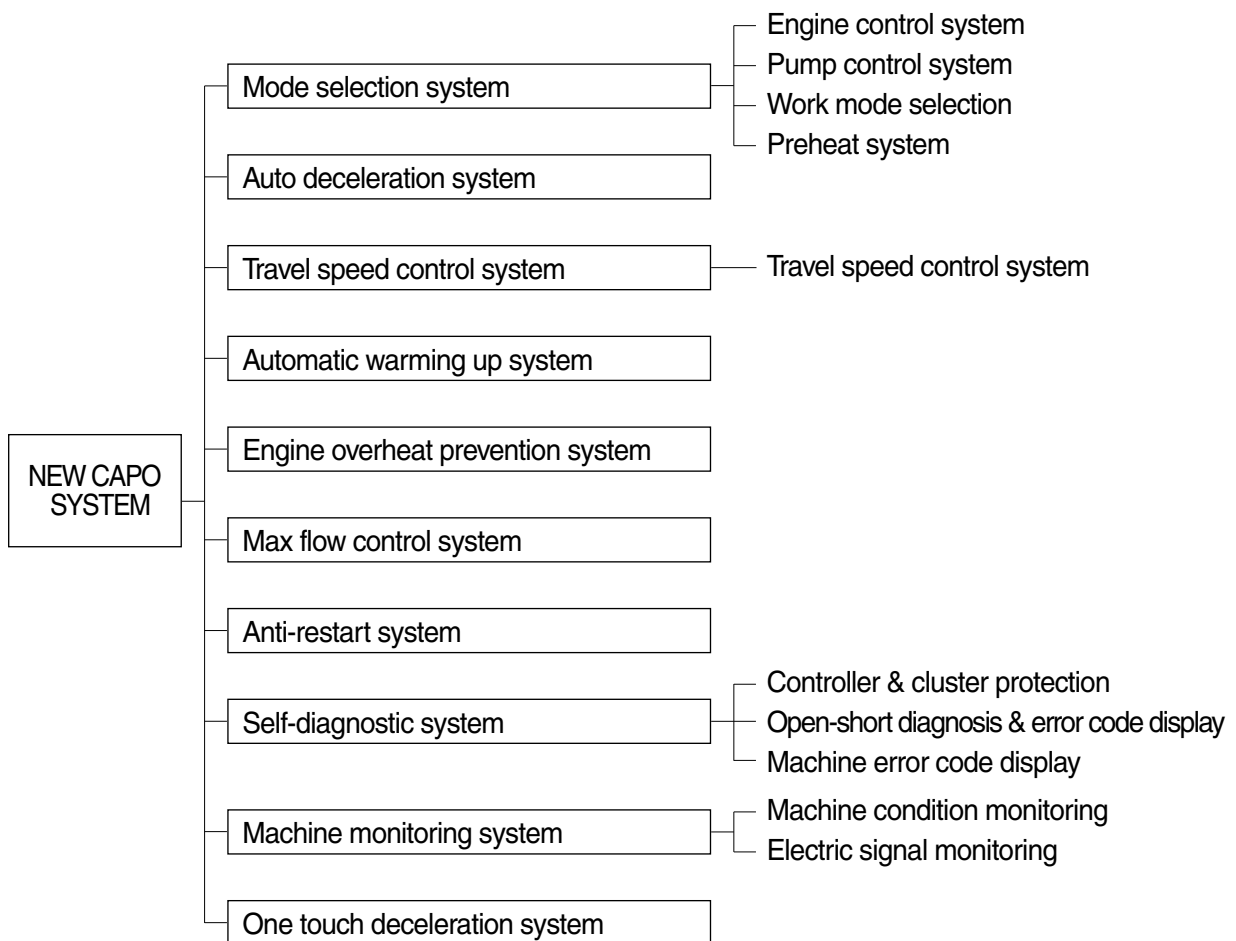 NEW CAPO
SYSTEM
Mode selection system
Engine control system
Pump control system
Work mode selection
Preheat system
Auto deceleration system
Travel speed control system
Travel speed control system
Automatic warming up system
Engine overheat prevention system
Max flow control system
Anti-restart system
Self-diagnostic system
Controller & cluster protection
Open-short diagnosis & error code display
Machine error code display
Machine monitoring system
Machine condition monitoring
Electric signal monitoring
One touch deceleration system